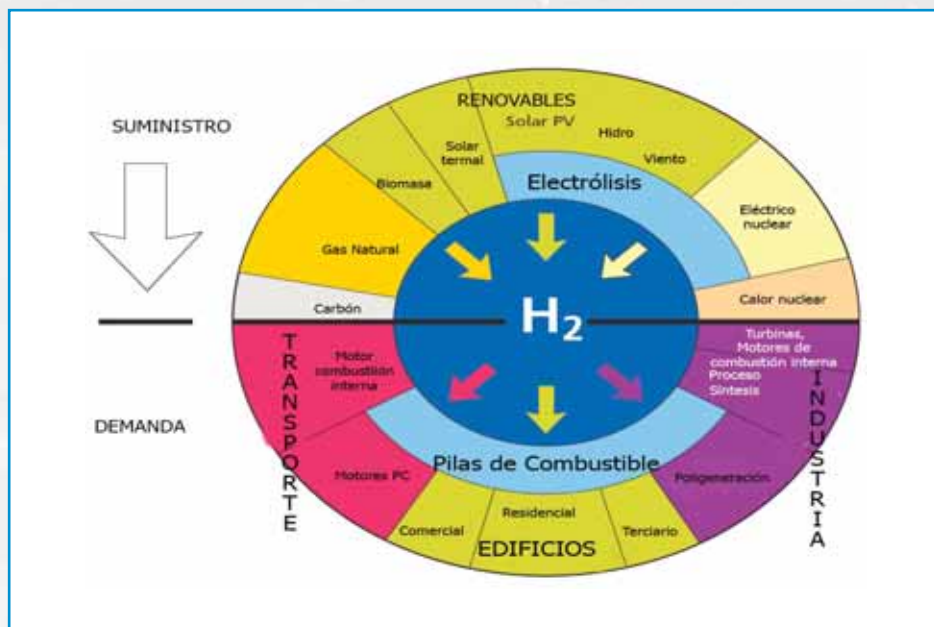 SUMINISTRO
RENOVABLES
Solar PV
Hidro
Viento
Solar
termal
Biomasa
Electrólisis
Eléctrico
nuclear
Gas Natural
Calor nuclear
Carbón
H₂
TRANSPORTE
Motor
combustiión
interna
Turbinas,
Motores de
combustión interna
Proceso
Síntesis
INDUSTRIA
DEMANDA
Pilas de Combustible
Motores PC
Poligeneración
Comercial
Residencial
Terciario
EDIFICIOS